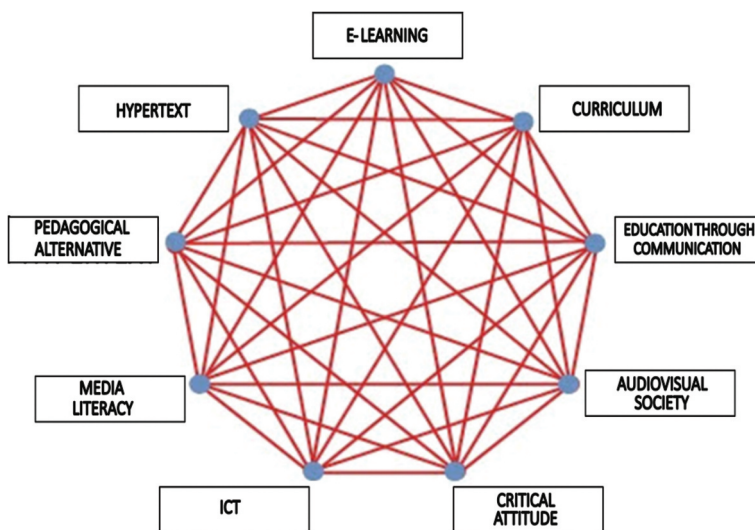 E-LEARNING
HYPERTEXT
CURRICULUM
PEDAGOGICAL
ALTERNATIVE
EDUCATION THROUGH
COMMUNICATION
MEDIA
LITERACY
AUDIOVISUAL
SOCIETY
ICT
CRITICAL
ATTITUDE